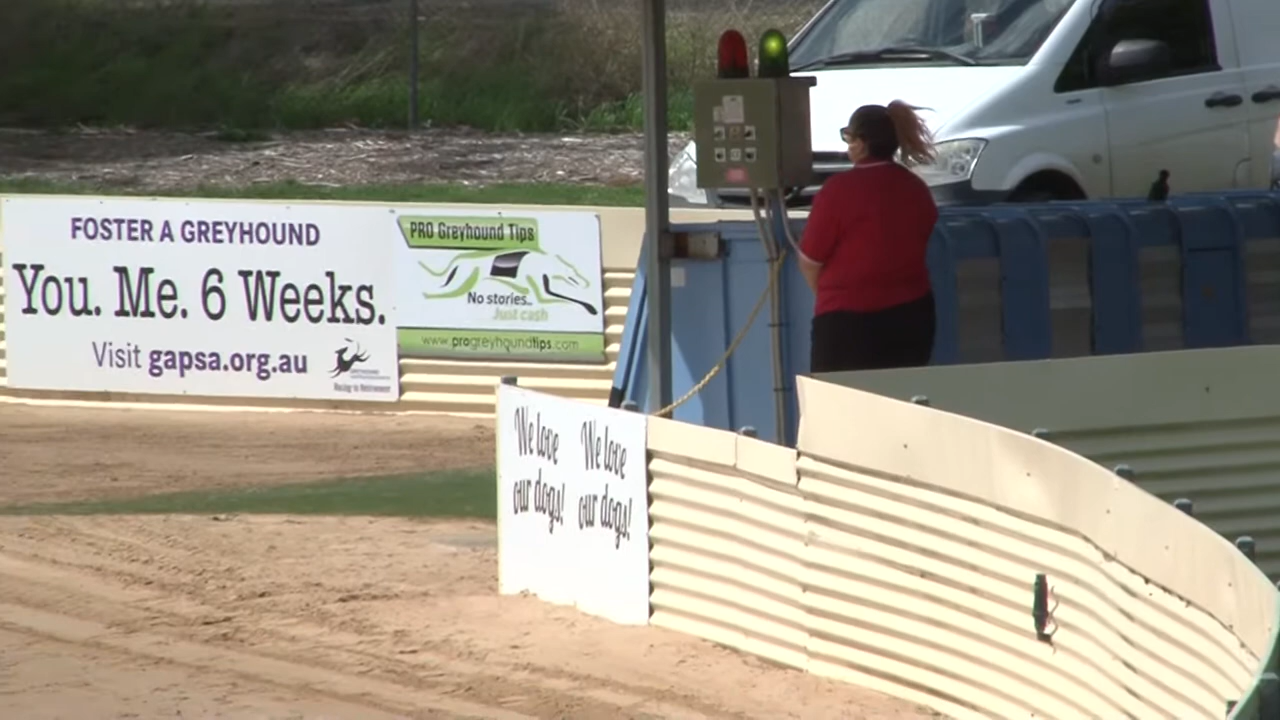 FOSTER A GREYHOUND
You. Me. 6 Weeks.
Visit gapsa.org.au
PRO Greyhound Tips
No stories..
Just cash
www.progreyhoundtips.com
We love
our dogs!
We love
our dogs!